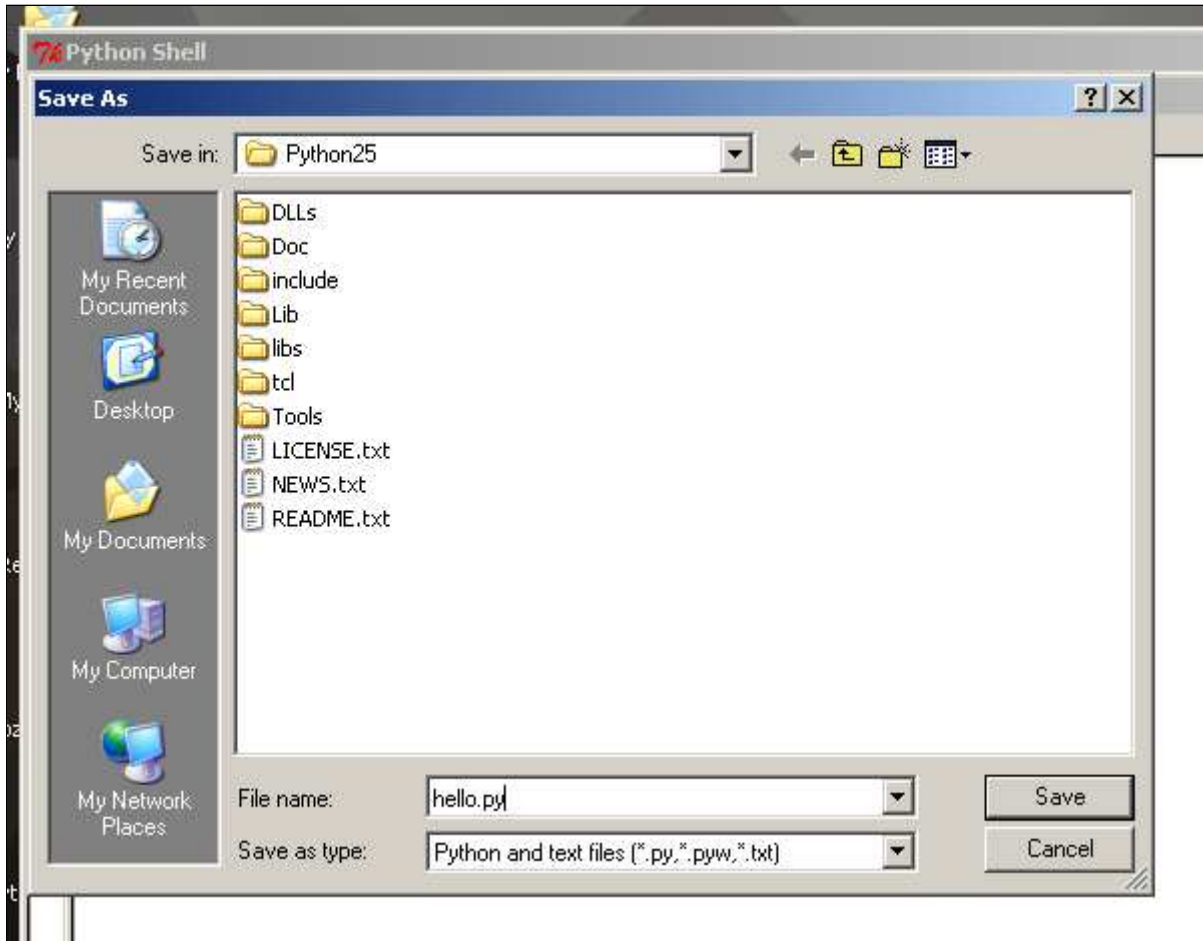 Python Shell
Save As
Save in:
Python25
My Recent
Documents
Desktop
My Documents
My Computer
My Network
Places
DLLs
Doc
include
Lib
libs
tcl
Tools
LICENSE.txt
NEWS.txt
README.txt
File name:
hello.py
Save
Save as type:
Python and text files (*.py,*.pyw,*.txt)
Cancel